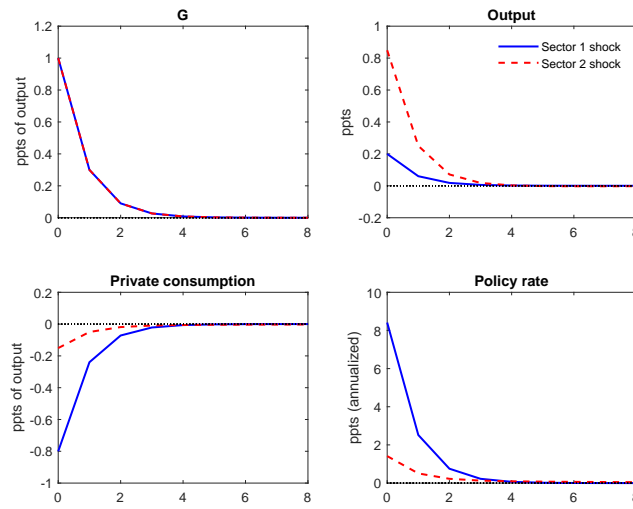 G
ppts of output
1.2
1
0.8
0.6
0.4
0.2
0
0 2 4 6 8
Output
ppts
1
0.8
0.6
0.4
0.2
0
-0.2
Sector 1 shock
Sector 2 shock
0 2 4 6 8
Private consumption
ppts of output
0.2
0
-0.2
-0.4
-0.6
-0.8
-1
0 2 4 6 8
Policy rate
ppts (annualized)
10
8
6
4
2
0
0 2 4 6 8